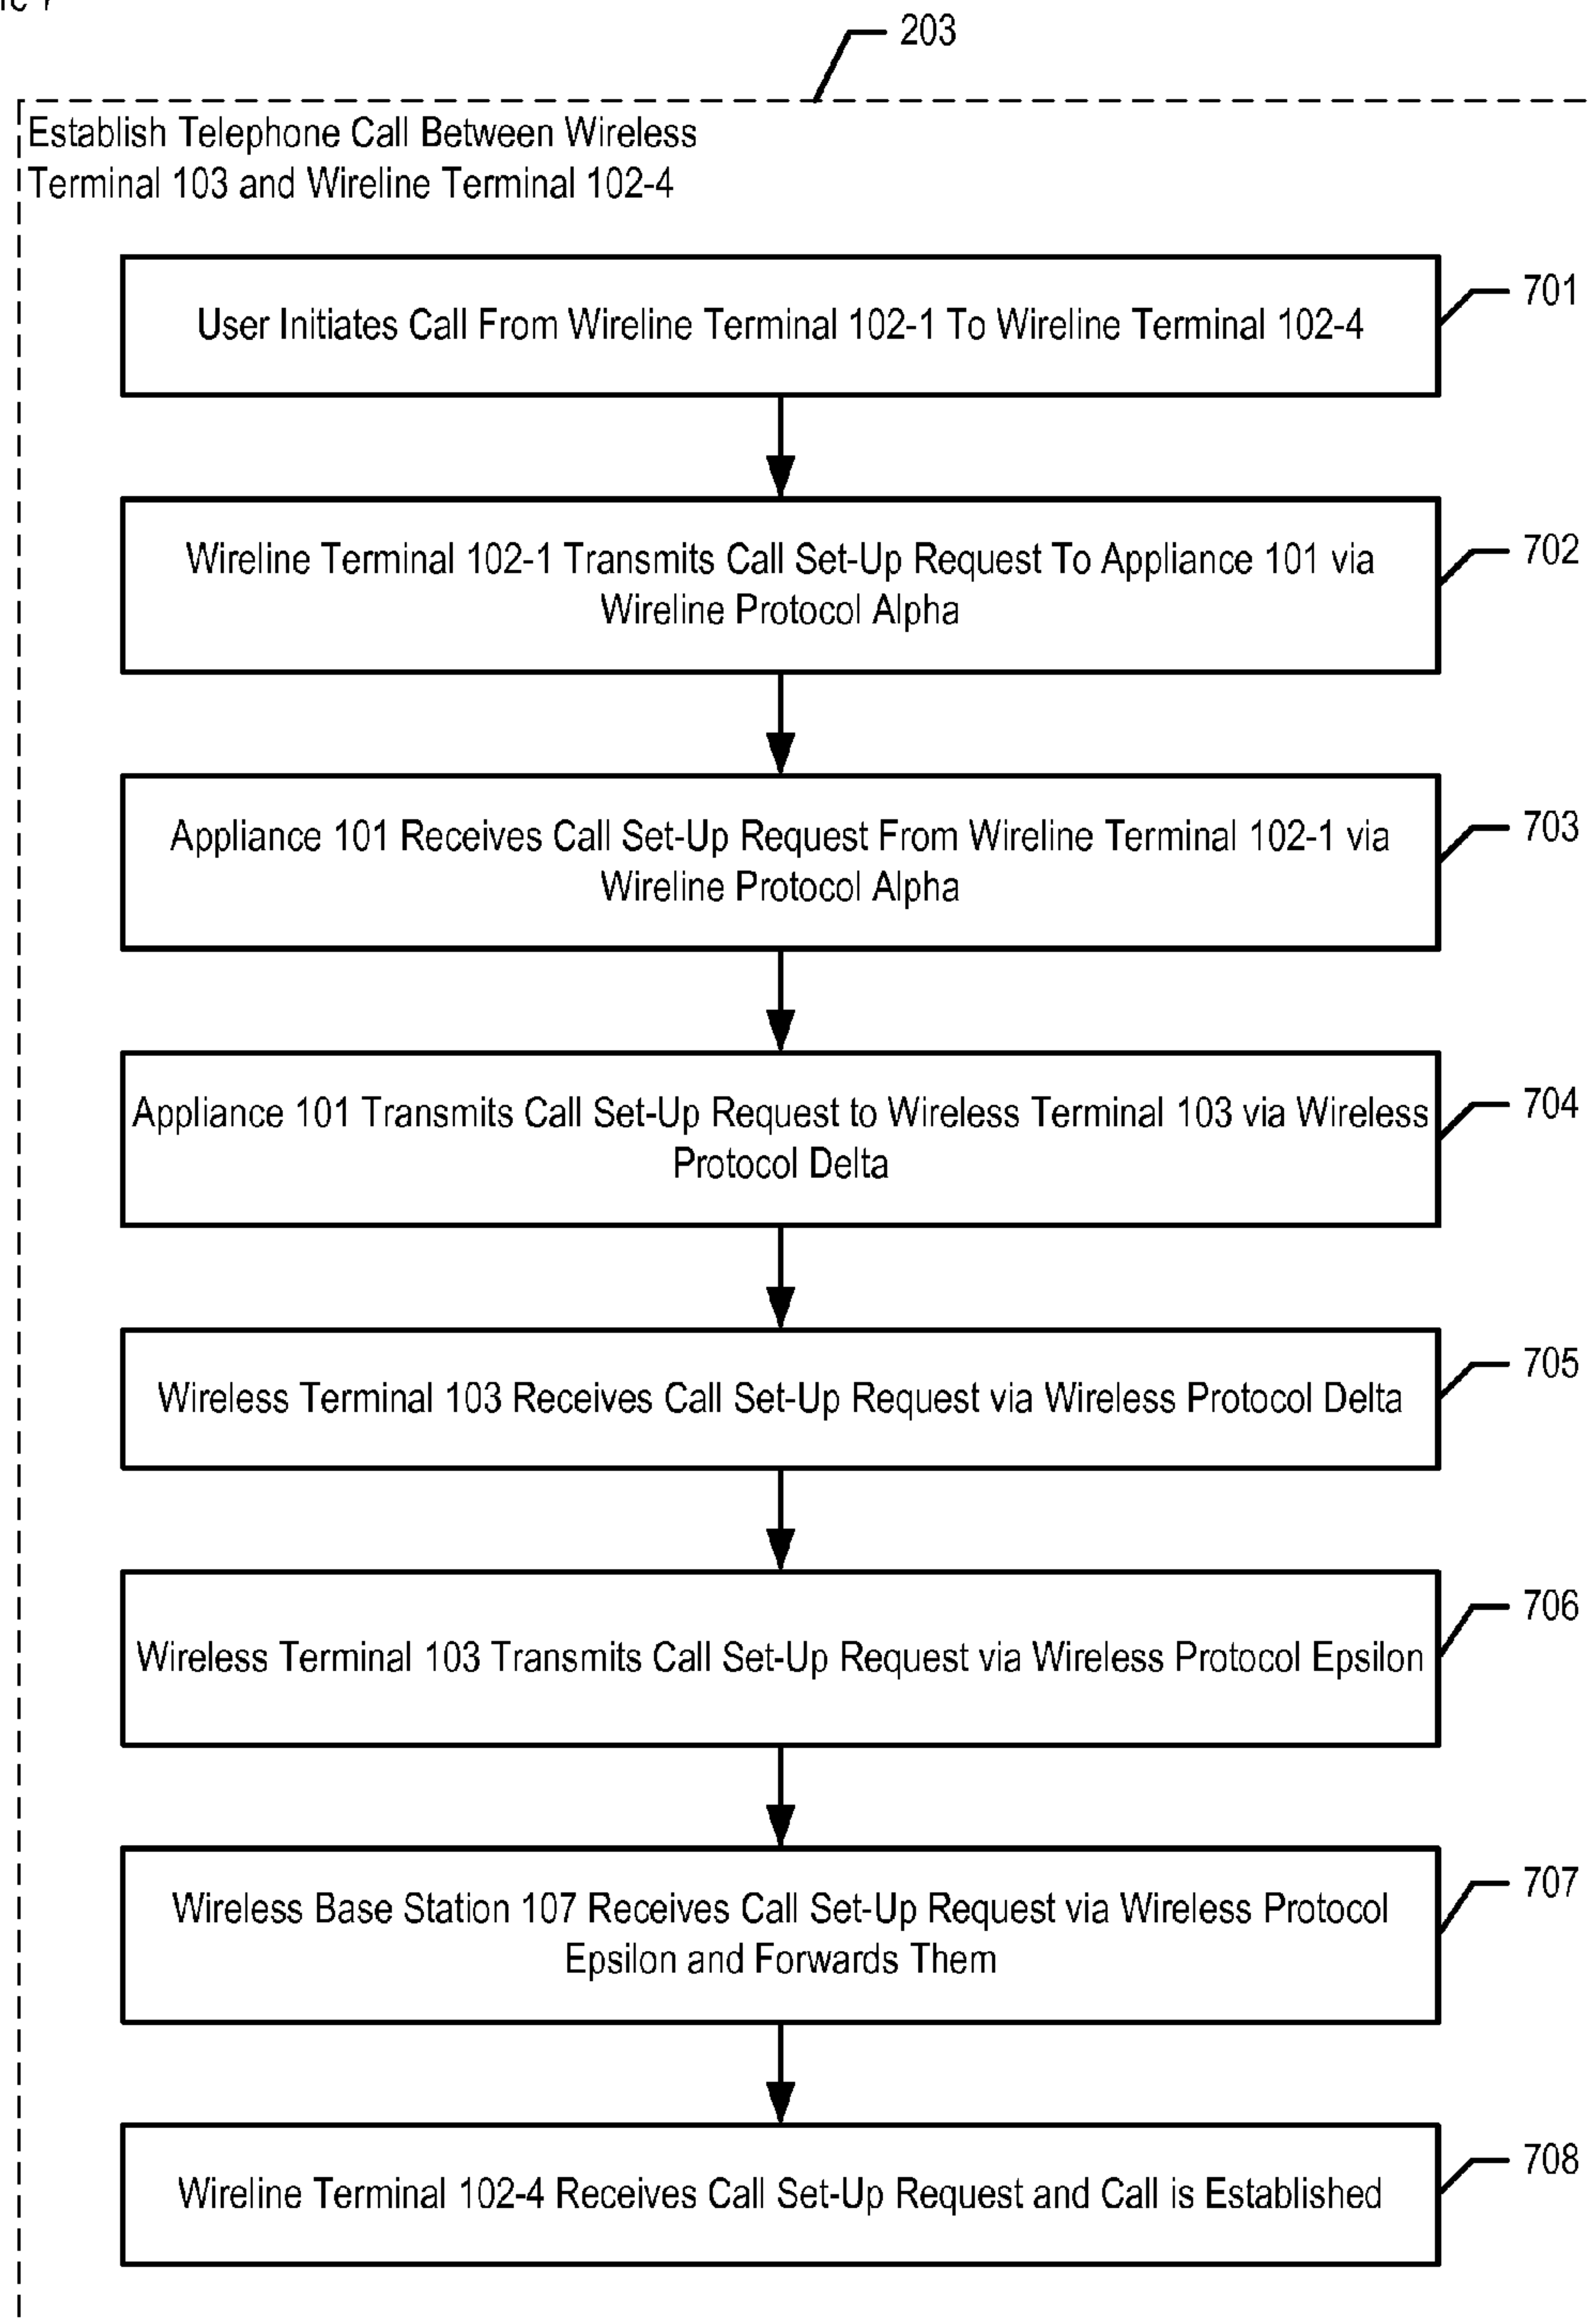 203
Establish Telephone Call Between Wireless
Terminal 103 and Wireline Terminal 102-4
User Initiates Call From Wireline Terminal 102-1 To Wireline Terminal 102-4
701
Wireline Terminal 102-1 Transmits Call Set-Up Request To Appliance 101 via
Wireline Protocol Alpha
702
Appliance 101 Receives Call Set-Up Request From Wireline Terminal 102-1 via
Wireline Protocol Alpha
703
Appliance 101 Transmits Call Set-Up Request to Wireless Terminal 103 via Wireless
Protocol Delta
704
Wireless Terminal 103 Receives Call Set-Up Request via Wireless Protocol Delta
705
Wireless Terminal 103 Transmits Call Set-Up Request via Wireless Protocol Epsilon
706
Wireless Base Station 107 Receives Call Set-Up Request via Wireless Protocol
Epsilon and Forwards Them
707
Wireline Terminal 102-4 Receives Call Set-Up Request and Call is Established
708